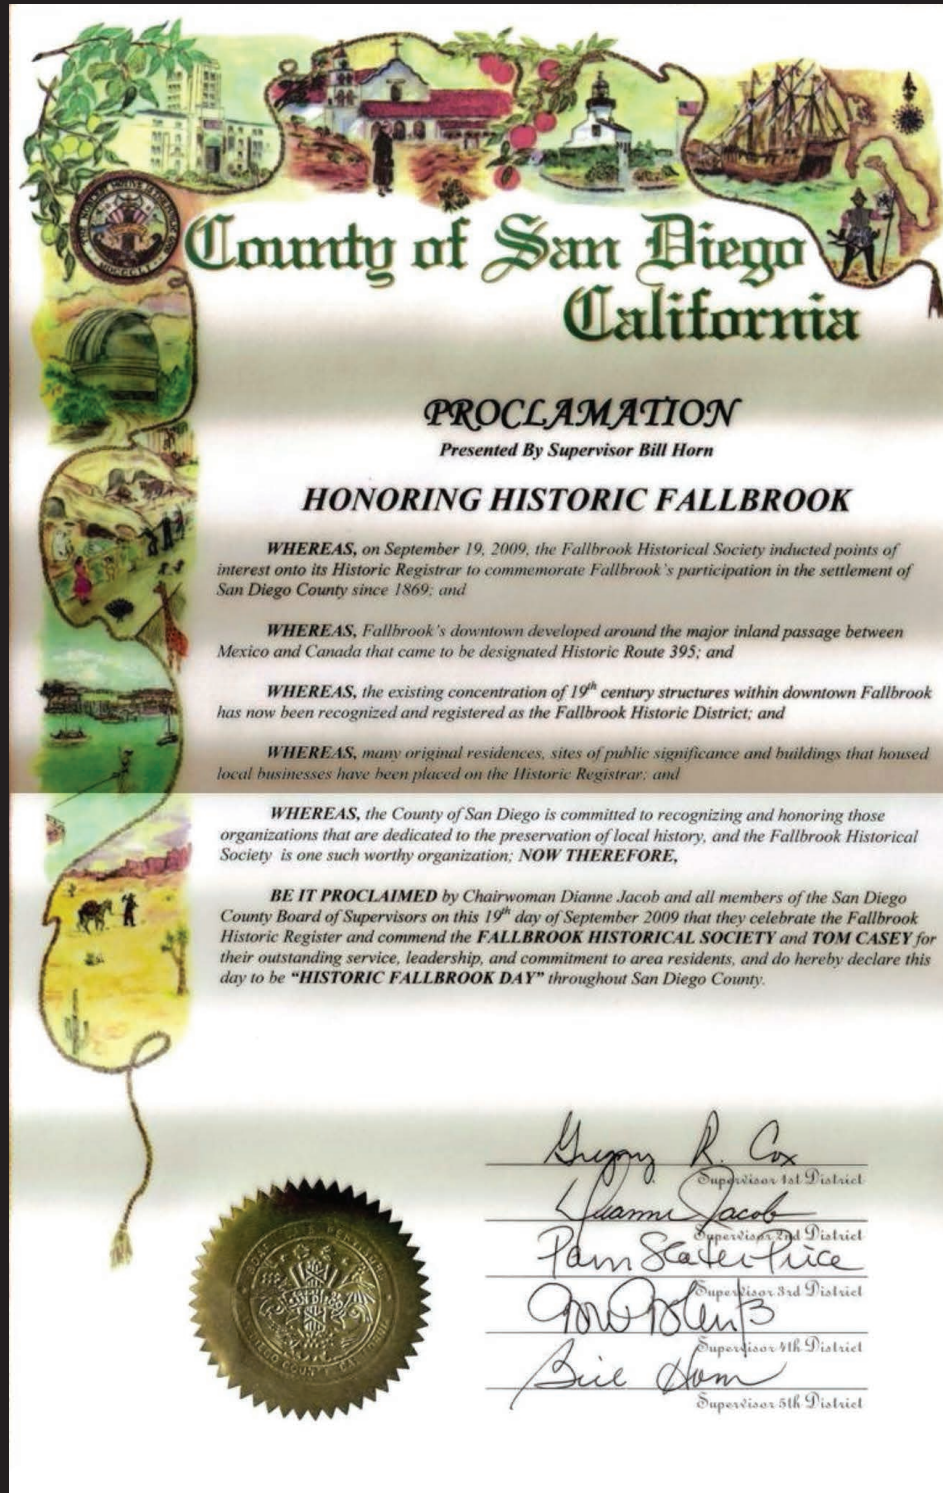 County of San Diego
California
PROCLAMATION
Presented By Supervisor Bill Horn
HONORING HISTORIC FALLBROOK
WHEREAS, on September 19, 2009, the Fallbrook Historical Society inducted points of
interest onto its Historic Registrar to commemorate Fallbrook's participation in the settlement of
San Diego County since 1869; and
WHEREAS, Fallbrook's downtown developed around the major inland passage between
Mexico and Canada that came to be designated Historic Route 395; and
WHEREAS, the existing concentration of 19th century structures within downtown Fallbrook
has now been recognized and registered as the Fallbrook Historic District; and
WHEREAS, many original residences, sites of public significance and buildings that housed
local businesses have been placed on the Historic Registrar; and
WHEREAS, the County of San Diego is committed to recognizing and honoring those
organizations that are dedicated to the preservation of local history, and the Fallbrook Historical
Society is one such worthy organization; NOW THEREFORE,
BE IT PROCLAIMED by Chairwoman Dianne Jacob and all members of the San Diego
County Board of Supervisors on this 19th day of September 2009 that they celebrate the Fallbrook
Historic Register and commend the FALLBROOK HISTORICAL SOCIETY and TOM CASEY for
their outstanding service, leadership, and commitment to area residents, and do hereby declare this
day to be "HISTORIC FALLBROOK DAY" throughout San Diego County.
Gregory R. Cox
Supervisor 1st District
Dianne Jacob
Supervisor 2nd District
Pam Slater-Price
Supervisor 3rd District
Supervisor 4th District
Bill Horn
Supervisor 5th District